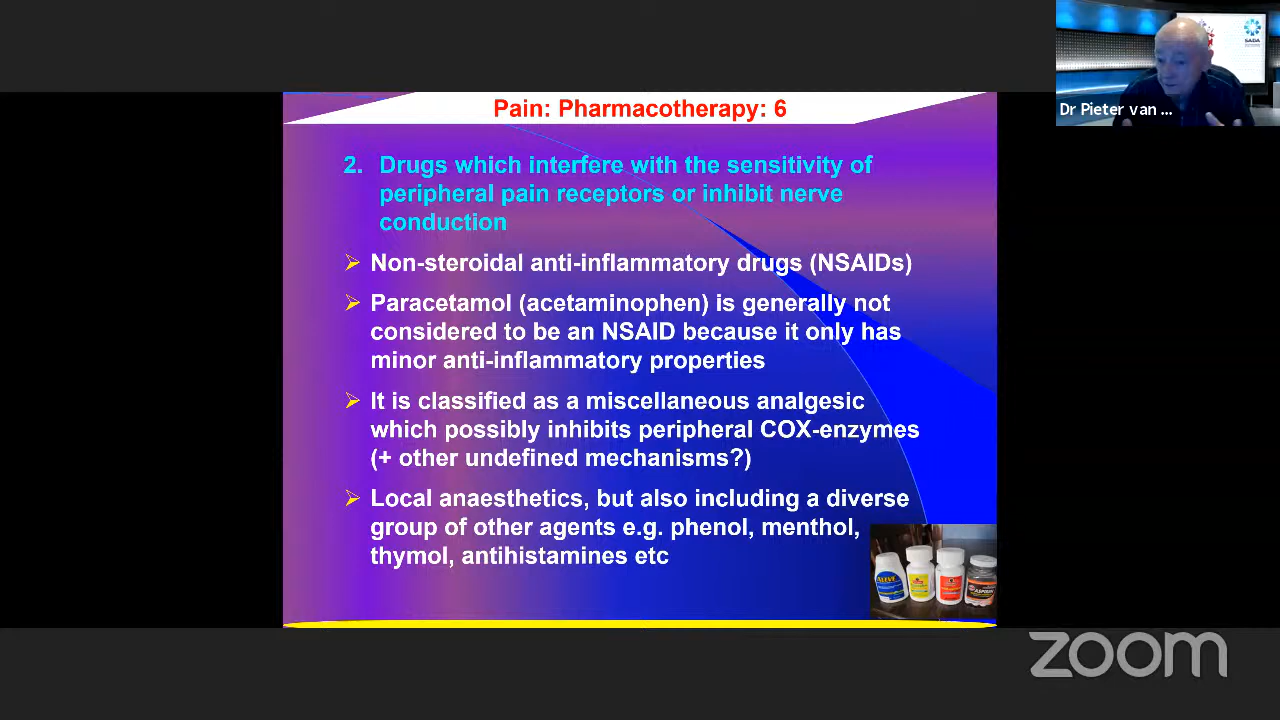 SADA
Dr Pieter van ...
Pain: Pharmacotherapy: 6
2. Drugs which interfere with the sensitivity of
peripheral pain receptors or inhibit nerve
conduction
Non-steroidal anti-inflammatory drugs (NSAIDs)
Paracetamol (acetaminophen) is generally not
considered to be an NSAID because it only has
minor anti-inflammatory properties
It is classified as a miscellaneous analgesic
which possibly inhibits peripheral COX-enzymes
(+ other undefined mechanisms?)
Local anaesthetics, but also including a diverse
group of other agents e.g. phenol, menthol,
thymol, antihistamines etc
ALEVE
ASPIRIN
zoom